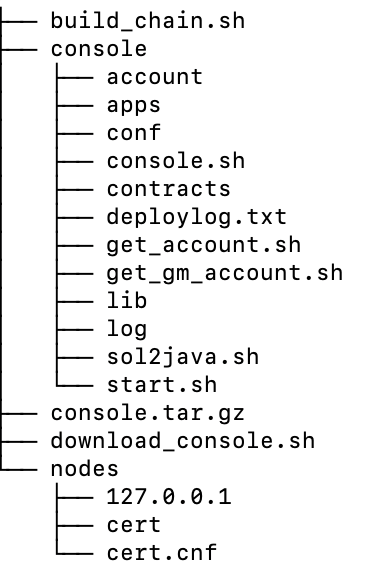 ├── build_chain.sh
├── console
│   ├── account
│   ├── apps
│   ├── conf
│   ├── console.sh
│   ├── contracts
│   ├── deploylog.txt
│   ├── get_account.sh
│   ├── get_gm_account.sh
│   ├── lib
│   ├── log
│   ├── sol2java.sh
│   └── start.sh
├── console.tar.gz
├── download_console.sh
└── nodes
    ├── 127.0.0.1
    ├── cert
    └── cert.cnf